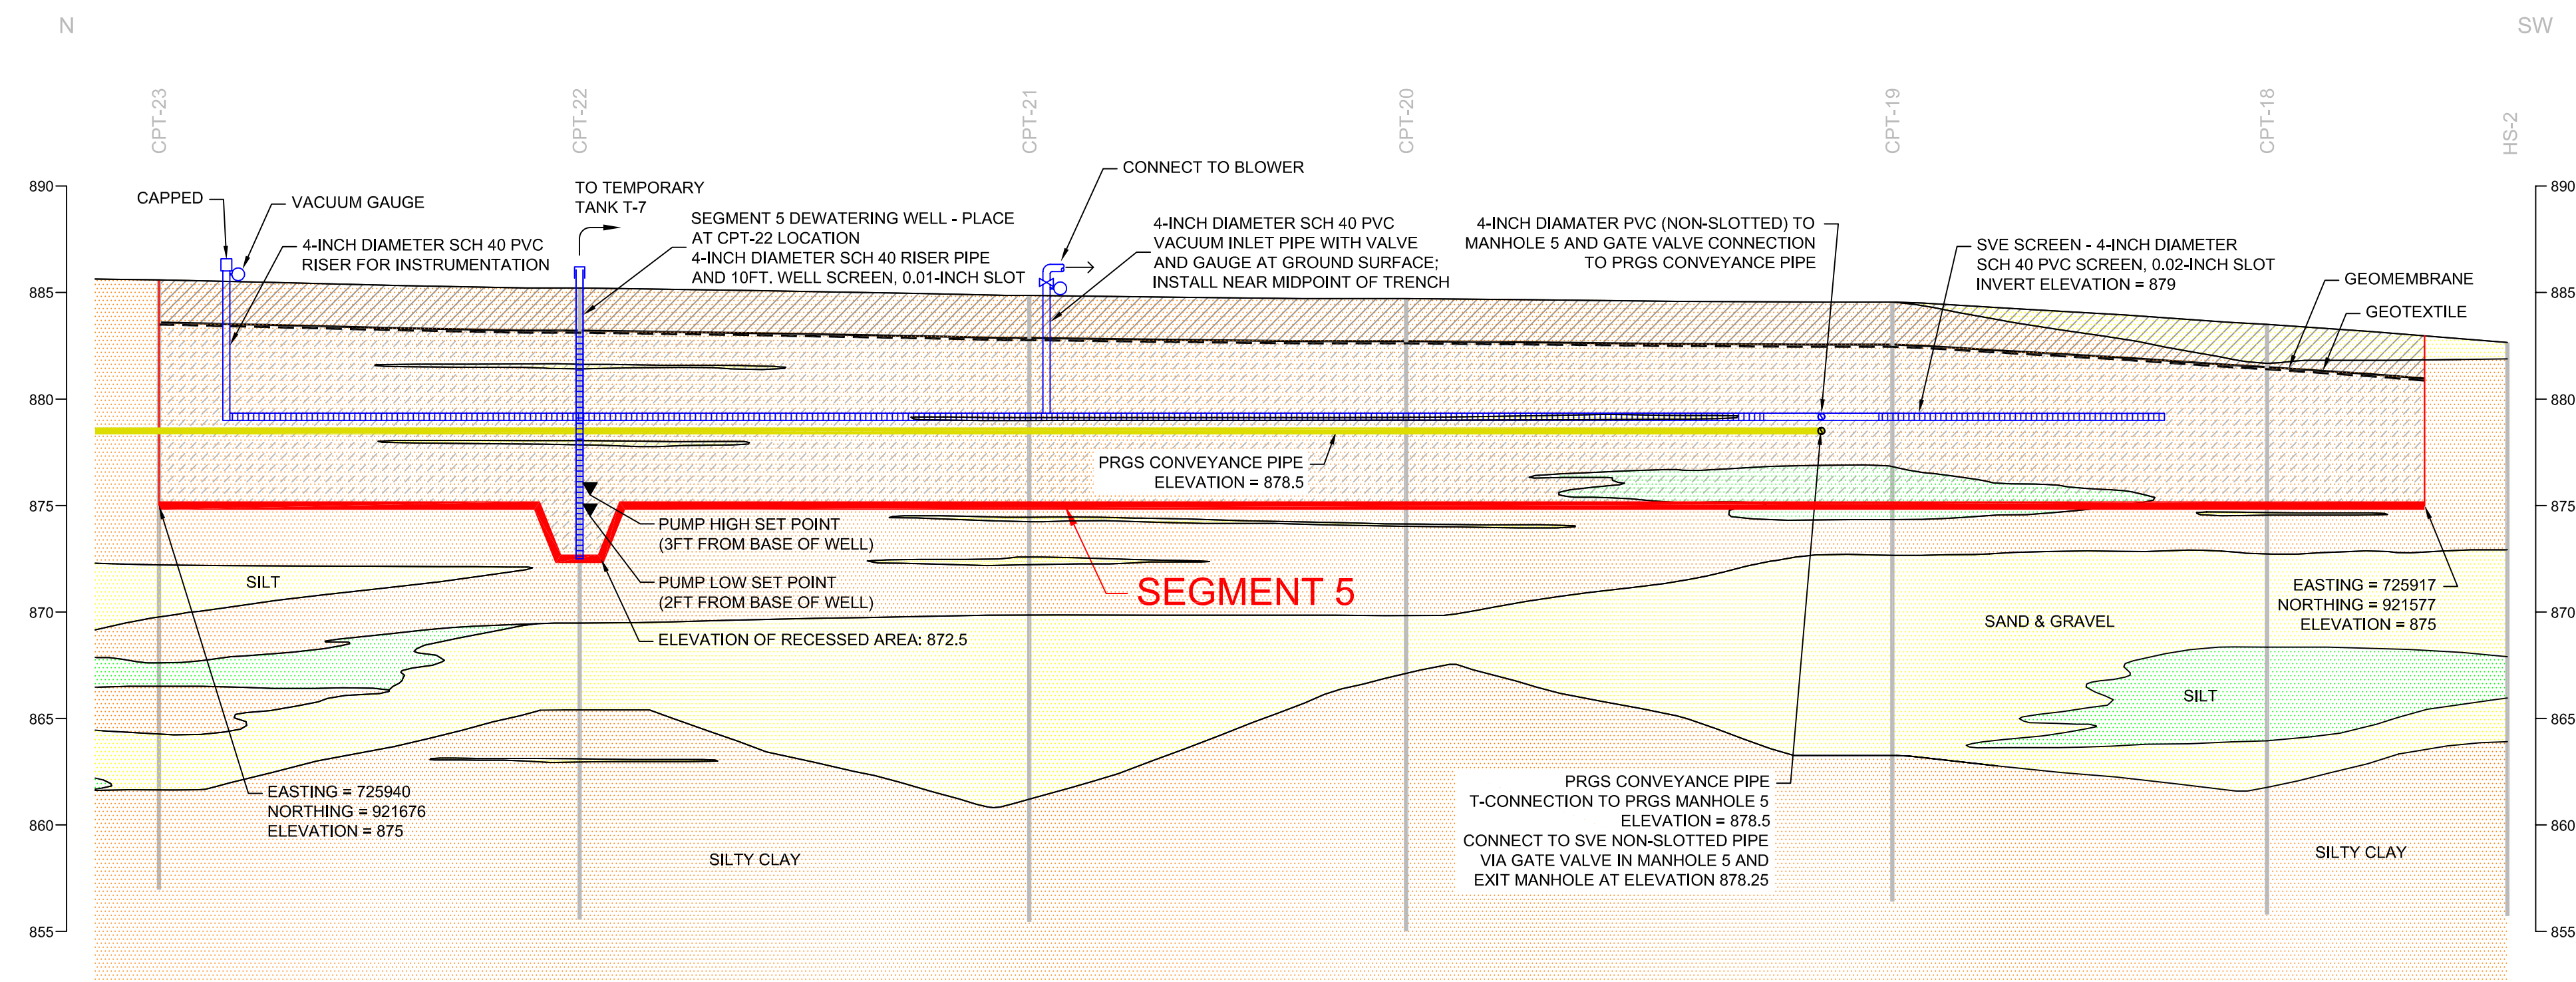 N
SW
CPT-23
CPT-22
CPT-21
CPT-20
CPT-19
CPT-18
HS-2
890
885
880
875
870
865
860
855
890
885
880
875
870
865
860
855
CAPPED
VACUUM GAUGE
4-INCH DIAMETER SCH 40 PVC
RISER FOR INSTRUMENTATION
TO TEMPORARY
TANK T-7
SEGMENT 5 DEWATERING WELL - PLACE
AT CPT-22 LOCATION
4-INCH DIAMETER SCH 40 RISER PIPE
AND 10FT. WELL SCREEN, 0.01-INCH SLOT
CONNECT TO BLOWER
4-INCH DIAMETER SCH 40 PVC
VACUUM INLET PIPE WITH VALVE
AND GAUGE AT GROUND SURFACE;
INSTALL NEAR MIDPOINT OF TRENCH
4-INCH DIAMATER PVC (NON-SLOTTED) TO
MANHOLE 5 AND GATE VALVE CONNECTION
TO PRGS CONVEYANCE PIPE
SVE SCREEN - 4-INCH DIAMETER
SCH 40 PVC SCREEN, 0.02-INCH SLOT
INVERT ELEVATION = 879
GEOMEMBRANE
GEOTEXTILE
PRGS CONVEYANCE PIPE
ELEVATION = 878.5
PUMP HIGH SET POINT
(3FT FROM BASE OF WELL)
PUMP LOW SET POINT
(2FT FROM BASE OF WELL)
ELEVATION OF RECESSED AREA: 872.5
SEGMENT 5
SILT
SAND & GRAVEL
EASTING = 725917
NORTHING = 921577
ELEVATION = 875
SILT
EASTING = 725940
NORTHING = 921676
ELEVATION = 875
PRGS CONVEYANCE PIPE
T-CONNECTION TO PRGS MANHOLE 5
ELEVATION = 878.5
CONNECT TO SVE NON-SLOTTED PIPE
VIA GATE VALVE IN MANHOLE 5 AND
EXIT MANHOLE AT ELEVATION 878.25
SILTY CLAY
SILTY CLAY